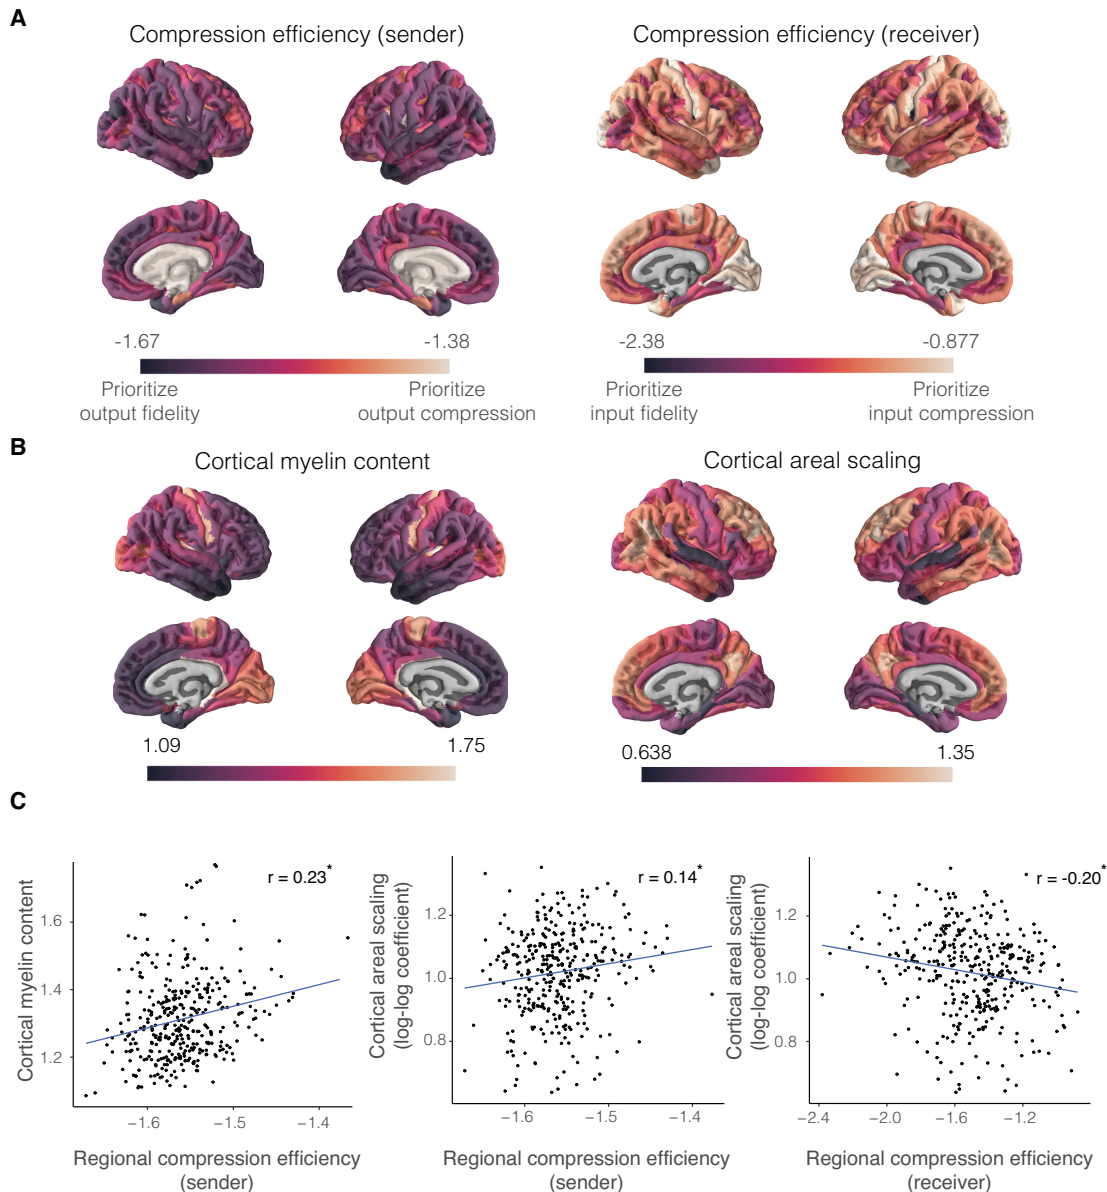 A
Compression efficiency (sender)
Compression efficiency (receiver)
-1.67
-1.38
-2.38
-0.877
Prioritize
output fidelity
Prioritize
output compression
Prioritize
input fidelity
Prioritize
input compression
B
Cortical myelin content
Cortical areal scaling
1.09
1.75
0.638
1.35
C
Cortical myelin content
1.6
1.4
1.2
r = 0.23*
−1.6
−1.5
−1.4
Regional compression efficiency
(sender)
Cortical areal scaling
(log-log coefficient)
1.2
1.0
0.8
r = 0.14*
−1.6
−1.5
−1.4
Regional compression efficiency
(sender)
Cortical areal scaling
(log-log coefficient)
1.2
1.0
0.8
r = -0.20*
−2.4
−2.0
−1.6
−1.2
Regional compression efficiency
(receiver)